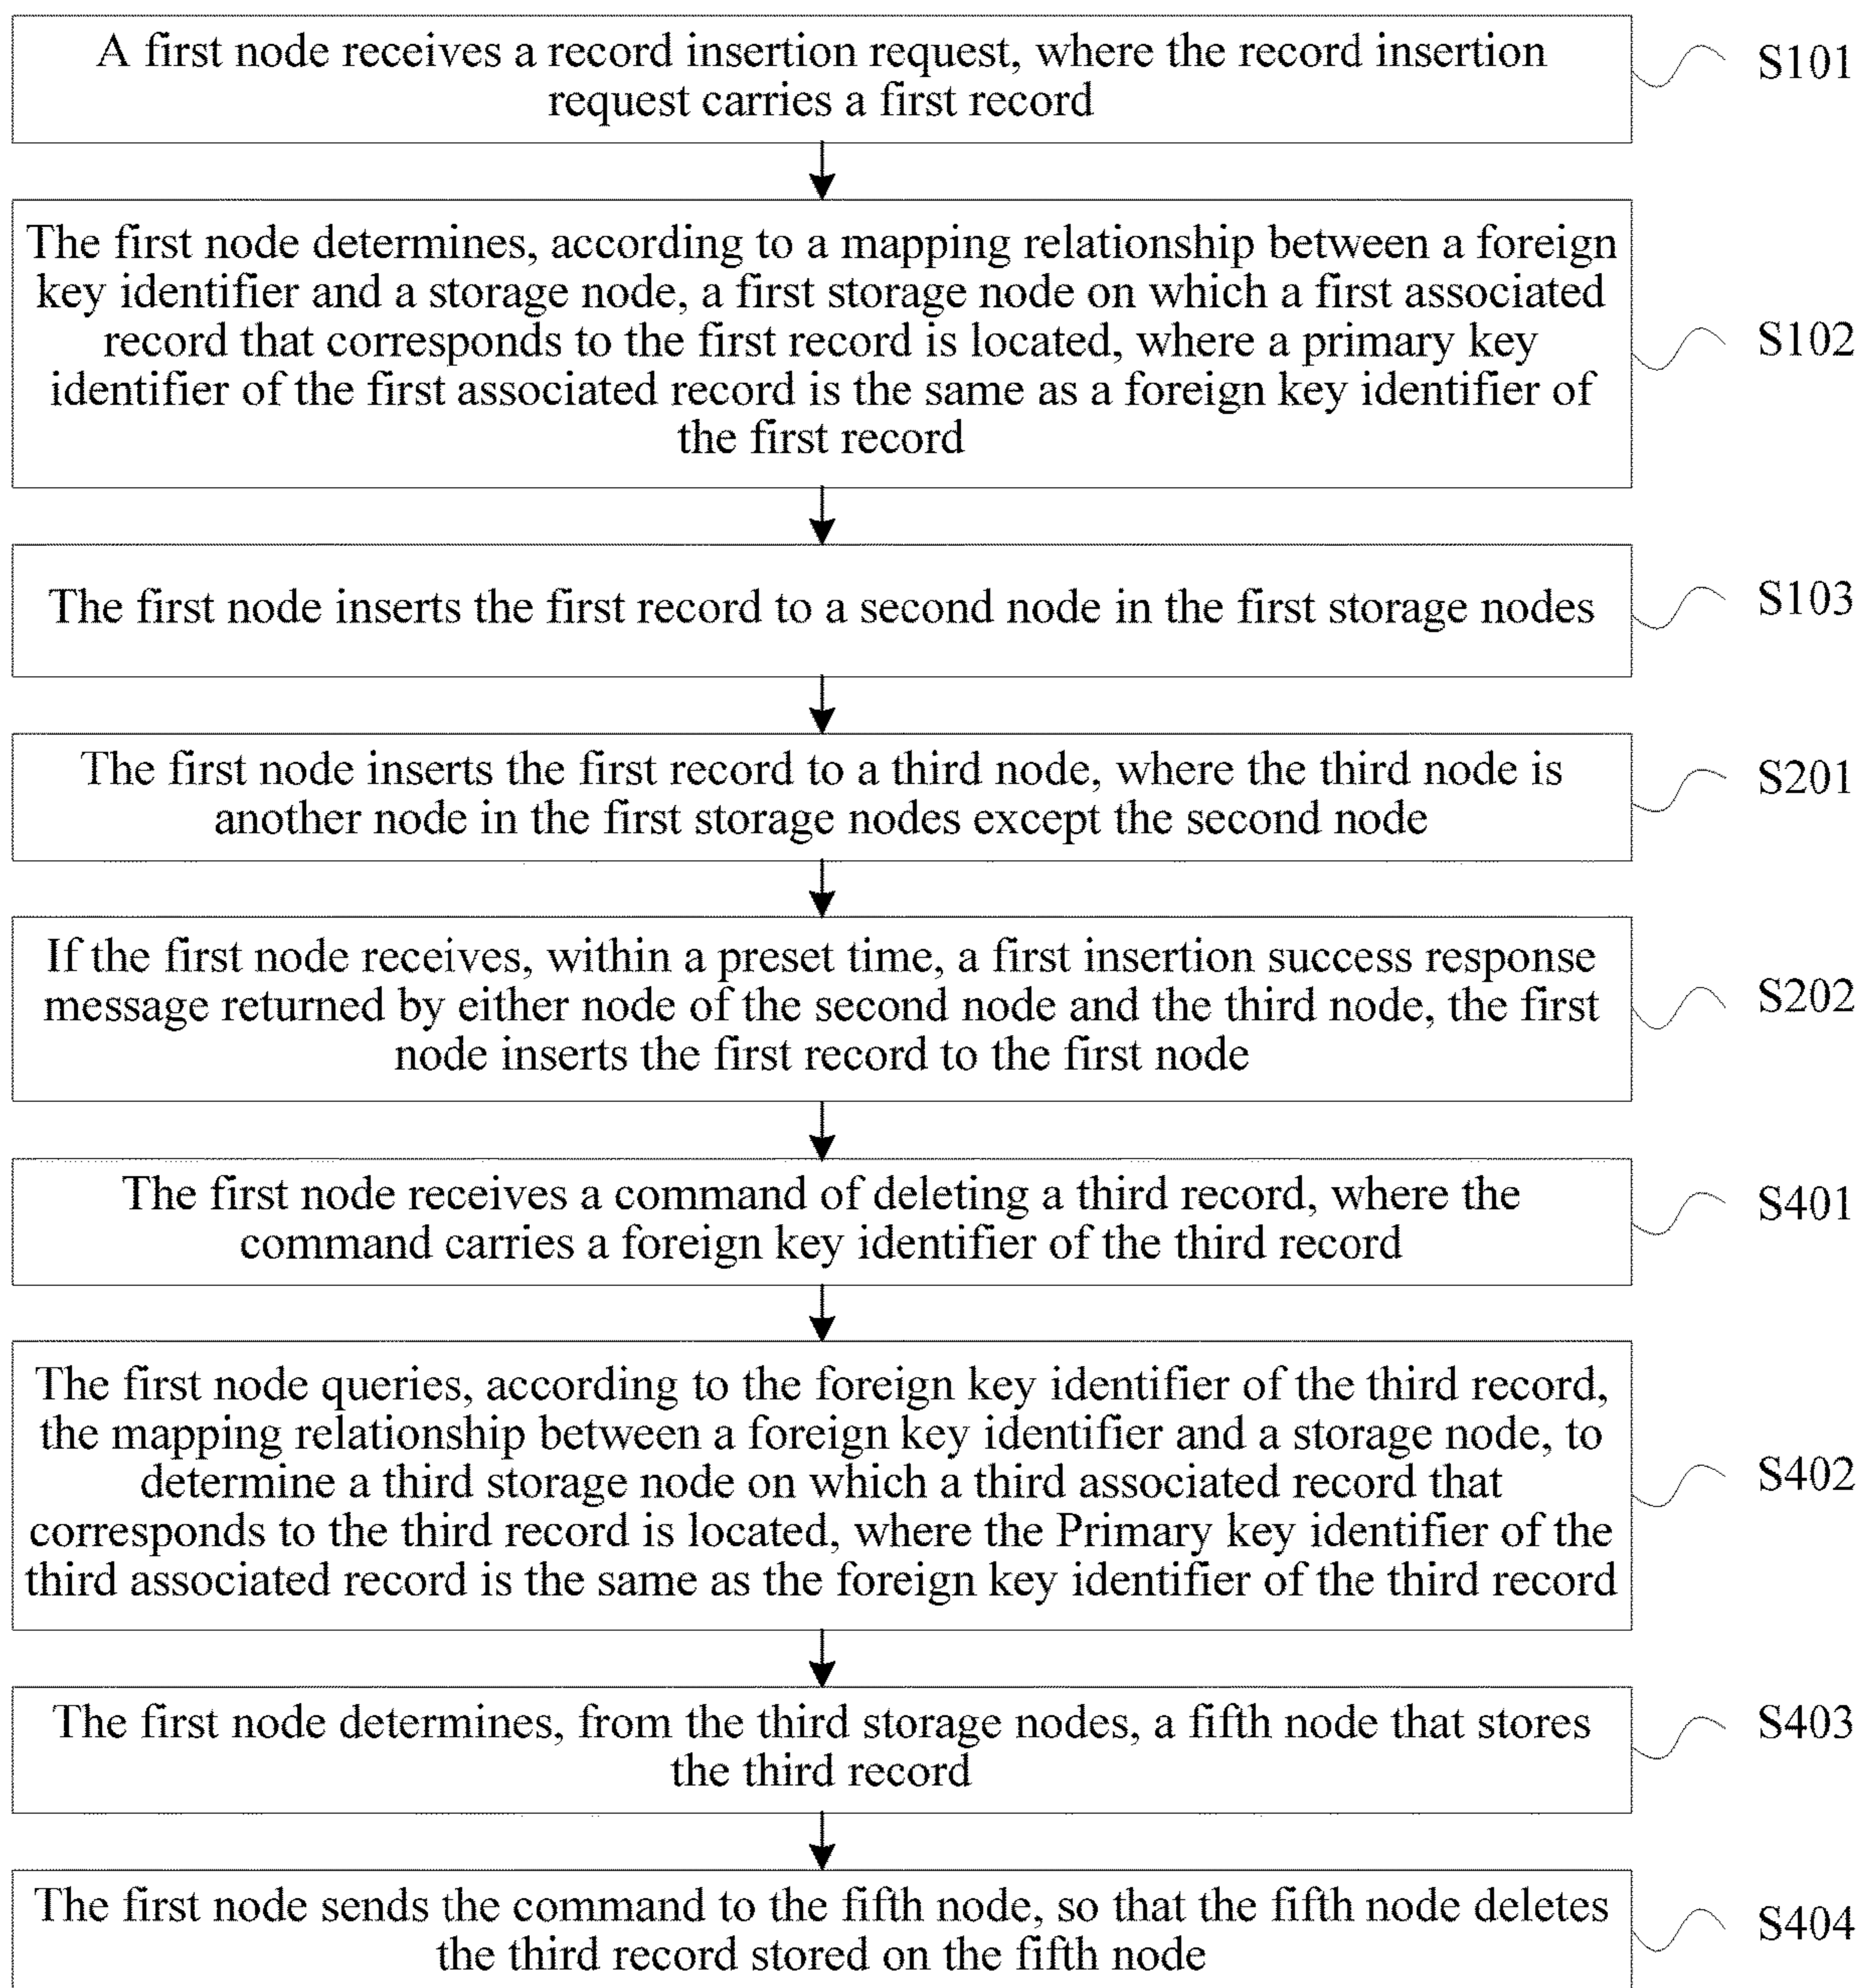 A first node receives a record insertion request, where the record insertion
request carries a first record
S101
The first node determines, according to a mapping relationship between a foreign
key identifier and a storage node, a first storage node on which a first associated
record that corresponds to the first record is located, where a primary key
identifier of the first associated record is the same as a foreign key identifier of
the first record
S102
The first node inserts the first record to a second node in the first storage nodes
S103
The first node inserts the first record to a third node, where the third node is
another node in the first storage nodes except the second node
S201
If the first node receives, within a preset time, a first insertion success response
message returned by either node of the second node and the third node, the first
node inserts the first record to the first node
S202
The first node receives a command of deleting a third record, where the
command carries a foreign key identifier of the third record
S401
The first node queries, according to the foreign key identifier of the third record,
the mapping relationship between a foreign key identifier and a storage node, to
determine a third storage node on which a third associated record that
corresponds to the third record is located, where the Primary key identifier of the
third associated record is the same as the foreign key identifier of the third record
S402
The first node determines, from the third storage nodes, a fifth node that stores
the third record
S403
The first node sends the command to the fifth node, so that the fifth node deletes
the third record stored on the fifth node
S404